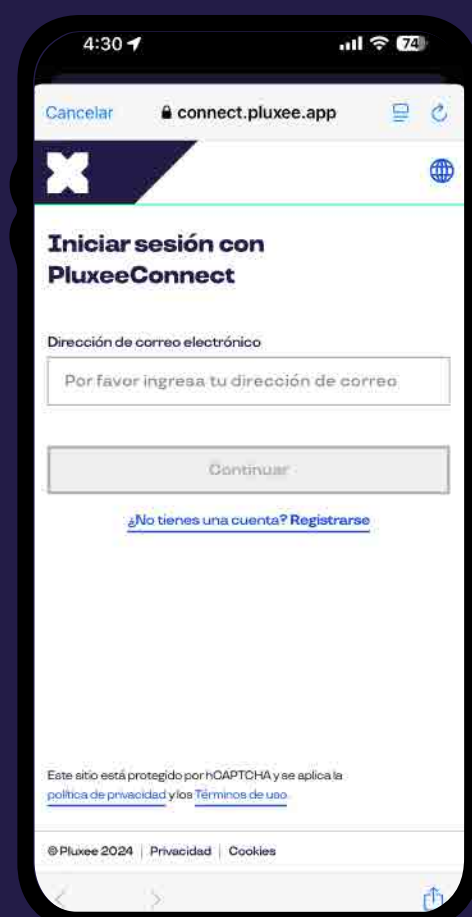 4:30
74
Cancelar connect.pluxee.app
Iniciar sesión con
PluxeeConnect
Dirección de correo electrónico
Por favor ingresa tu dirección de correo
Continuar
¿No tienes una cuenta? Registrarse
Este sitio está protegido por hCAPTCHA y se aplica la
política de privacidad y los Términos de uso
© Pluxee 2024 | Privacidad | Cookies